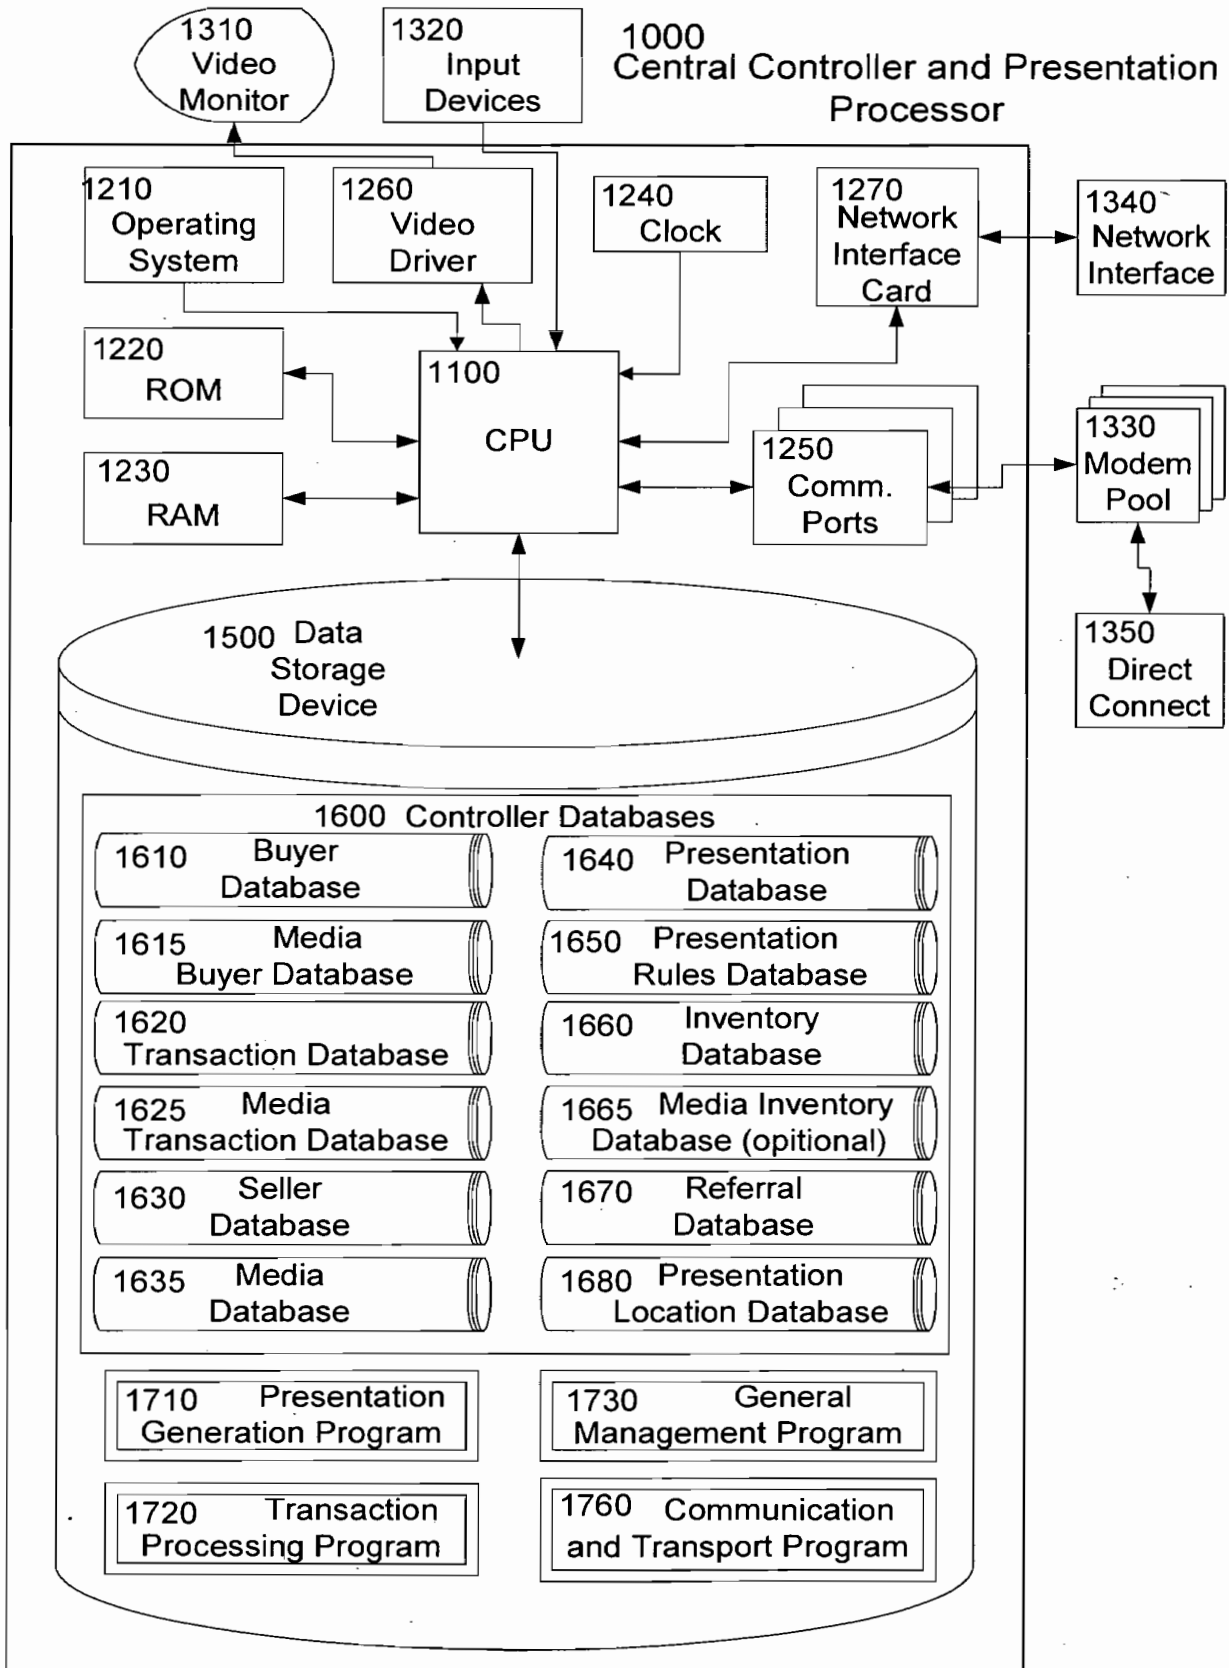 1310
Video
Monitor
1320
Input
Devices
1000
Central Controller and Presentation
Processor
1210
Operating
System
1260
Video
Driver
1240
Clock
1270
Network
Interface
Card
1340
Network
Interface
1220
ROM
1100
CPU
1230
RAM
1250
Comm.
Ports
1330
Modem
Pool
1350
Direct
Connect
1500 Data
Storage
Device
1600 Controller Databases
1610 Buyer
Database
1640 Presentation
Database
1615 Media
Buyer Database
1650 Presentation
Rules Database
1620
Transaction Database
1660 Inventory
Database
1625 Media
Transaction Database
1665 Media Inventory
Database (opitional)
1630 Seller
Database
1670 Referral
Database
1635 Media
Database
1680 Presentation
Location Database
1710 Presentation
Generation Program
1730 General
Management Program
1720 Transaction
Processing Program
1760 Communication
and Transport Program